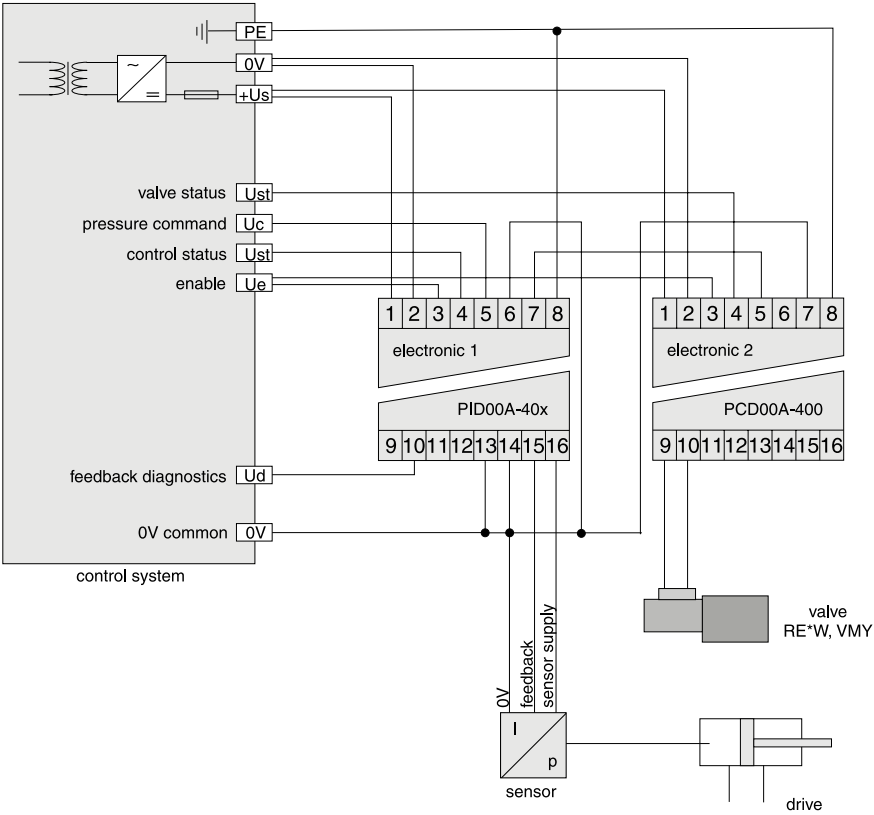 PE
0V
~
=
+Us
valve status Ust
pressure command Uc
control status Ust
enable Ue
1 2 3 4 5 6 7 8
1 2 3 4 5 6 7 8
electronic 1
electronic 2
PID00A-40x
PCD00A-400
9 10 11 12 13 14 15 16
9 10 11 12 13 14 15 16
feedback diagnostics Ud
0V common 0V
control system
valve
RE*W, VMY
0V
feedback
sensor supply
I
p
sensor
drive